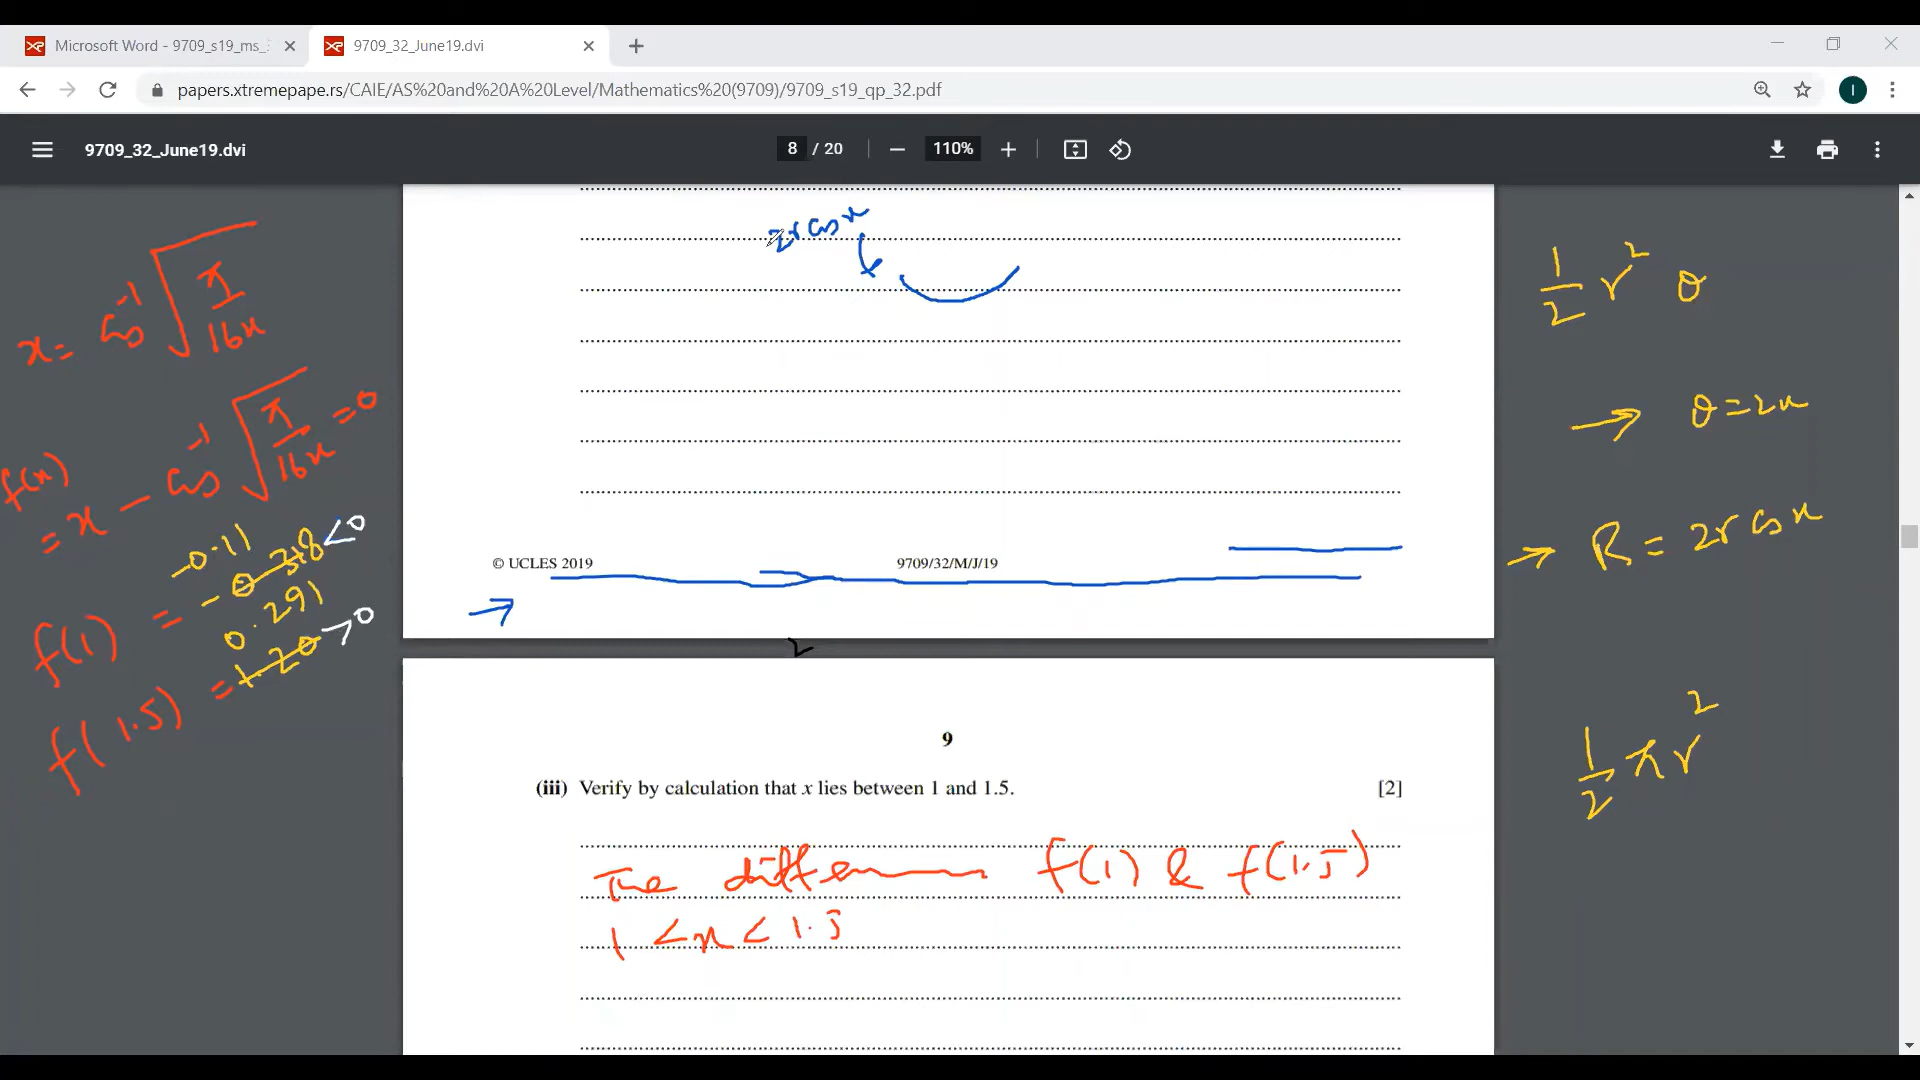 Microsoft Word - 9709_s19_ms_
9709_32_June19.dvi
papers.xtremepape.rs/CAIE/AS%20and%20A%20Level/Mathematics%20(9709)/9709_s19_qp_32.pdf
I
9709_32_June19.dvi
8 / 20
110%
2r cos x
x = cos⁻¹ √(π/16x)
f(x)
= x − cos⁻¹ √(π/16x) = 0
-0.11
<0
f(1) =
0.291
>0
f(1.5) =
1/2 r² θ
→ θ = 2x
→ R = 2r cos x
1/2 π r²
© UCLES 2019
9709/32/M/J/19
→
2
9
(iii) Verify by calculation that x lies between 1 and 1.5. [2]
The f(1) & f(1.5)
1 < x < 1.5